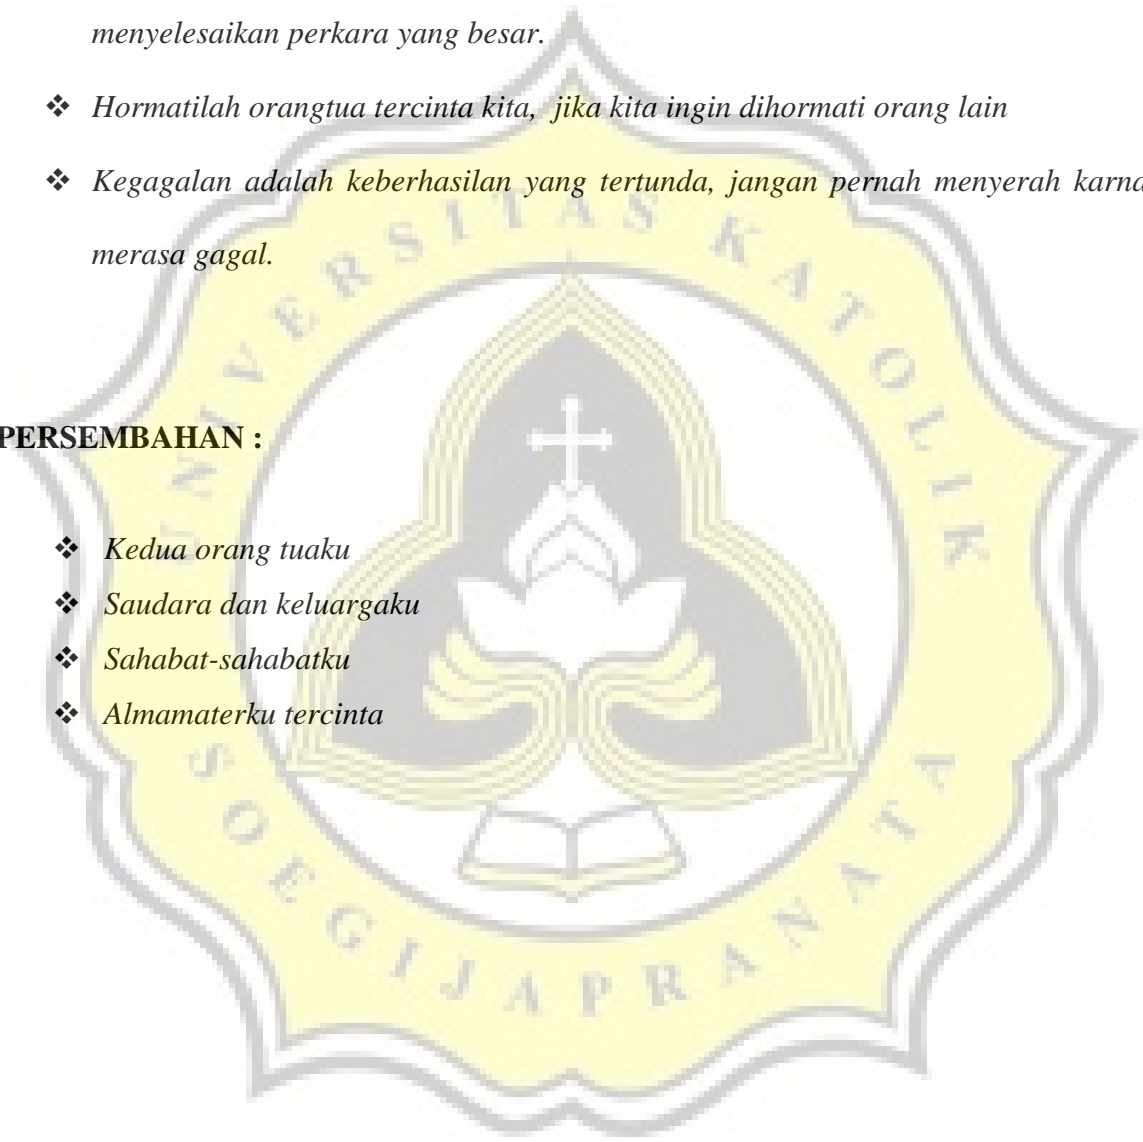 menyelesaikan perkara yang besar.
❖ Hormatilah orangtua tercinta kita, jika kita ingin dihormati orang lain
❖ Kegagalan adalah keberhasilan yang tertunda, jangan pernah menyerah karna
merasa gagal.
PERSEMBAHAN :
❖ Kedua orang tuaku
❖ Saudara dan keluargaku
❖ Sahabat-sahabatku
❖ Almamaterku tercinta
UNIVERSITAS KATOLIK
SOEGIJAPRANATA